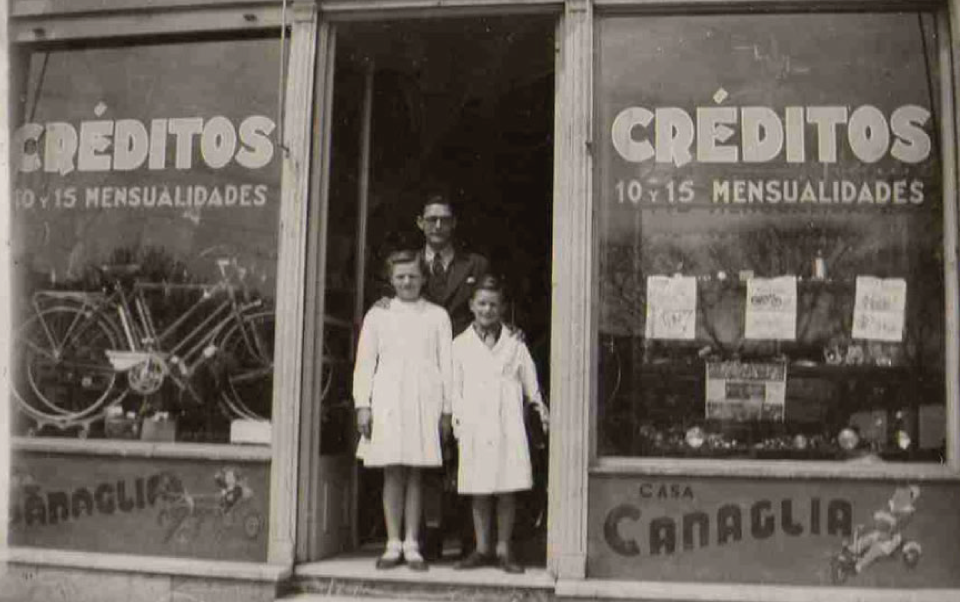 CRÉDITOS
10 Y 15 MENSUALIDADES
CANAGLIA
CRÉDITOS
10 Y 15 MENSUALIDADES
CASA
CANAGLIA